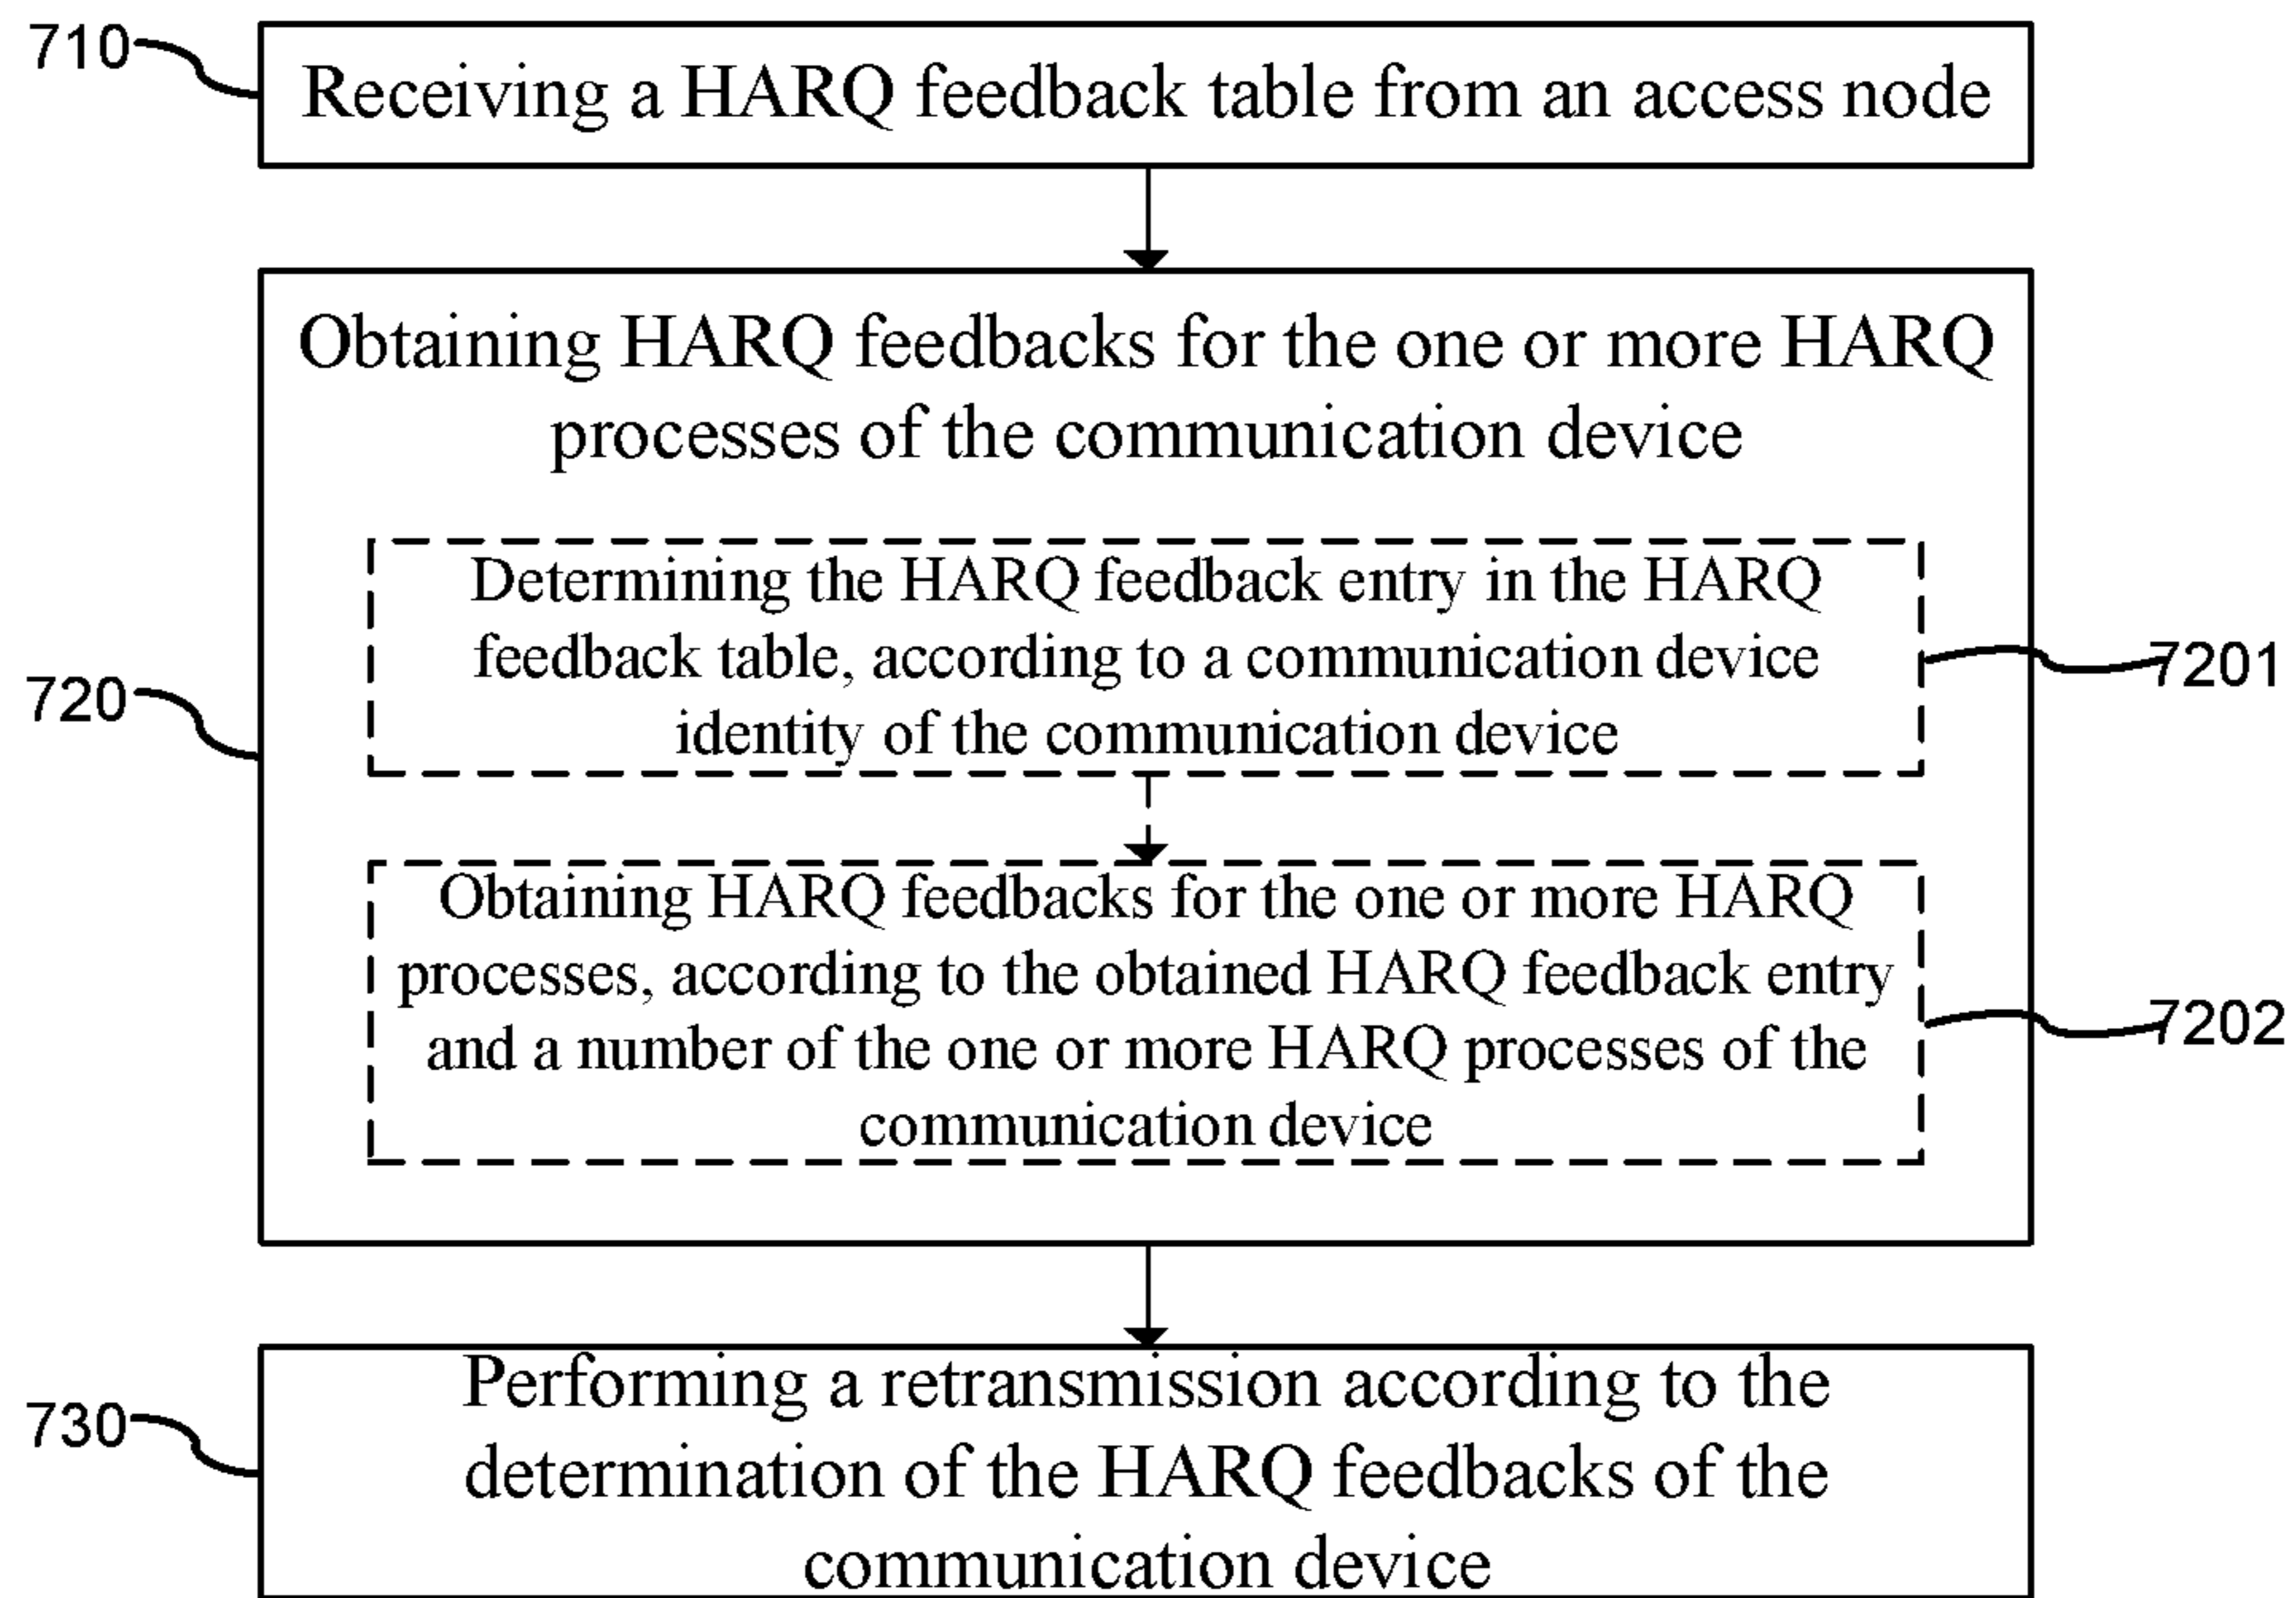 710
Receiving a HARQ feedback table from an access node
720
Obtaining HARQ feedbacks for the one or more HARQ
processes of the communication device
Determining the HARQ feedback entry in the HARQ
feedback table, according to a communication device
identity of the communication device
7201
Obtaining HARQ feedbacks for the one or more HARQ
processes, according to the obtained HARQ feedback entry
and a number of the one or more HARQ processes of the
communication device
7202
730
Performing a retransmission according to the
determination of the HARQ feedbacks of the
communication device